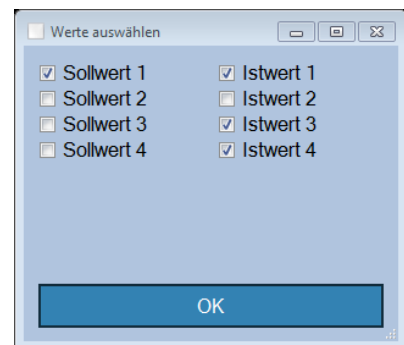 Werte auswählen
Sollwert 1 Istwert 1
Sollwert 2 Istwert 2
Sollwert 3 Istwert 3
Sollwert 4 Istwert 4
OK